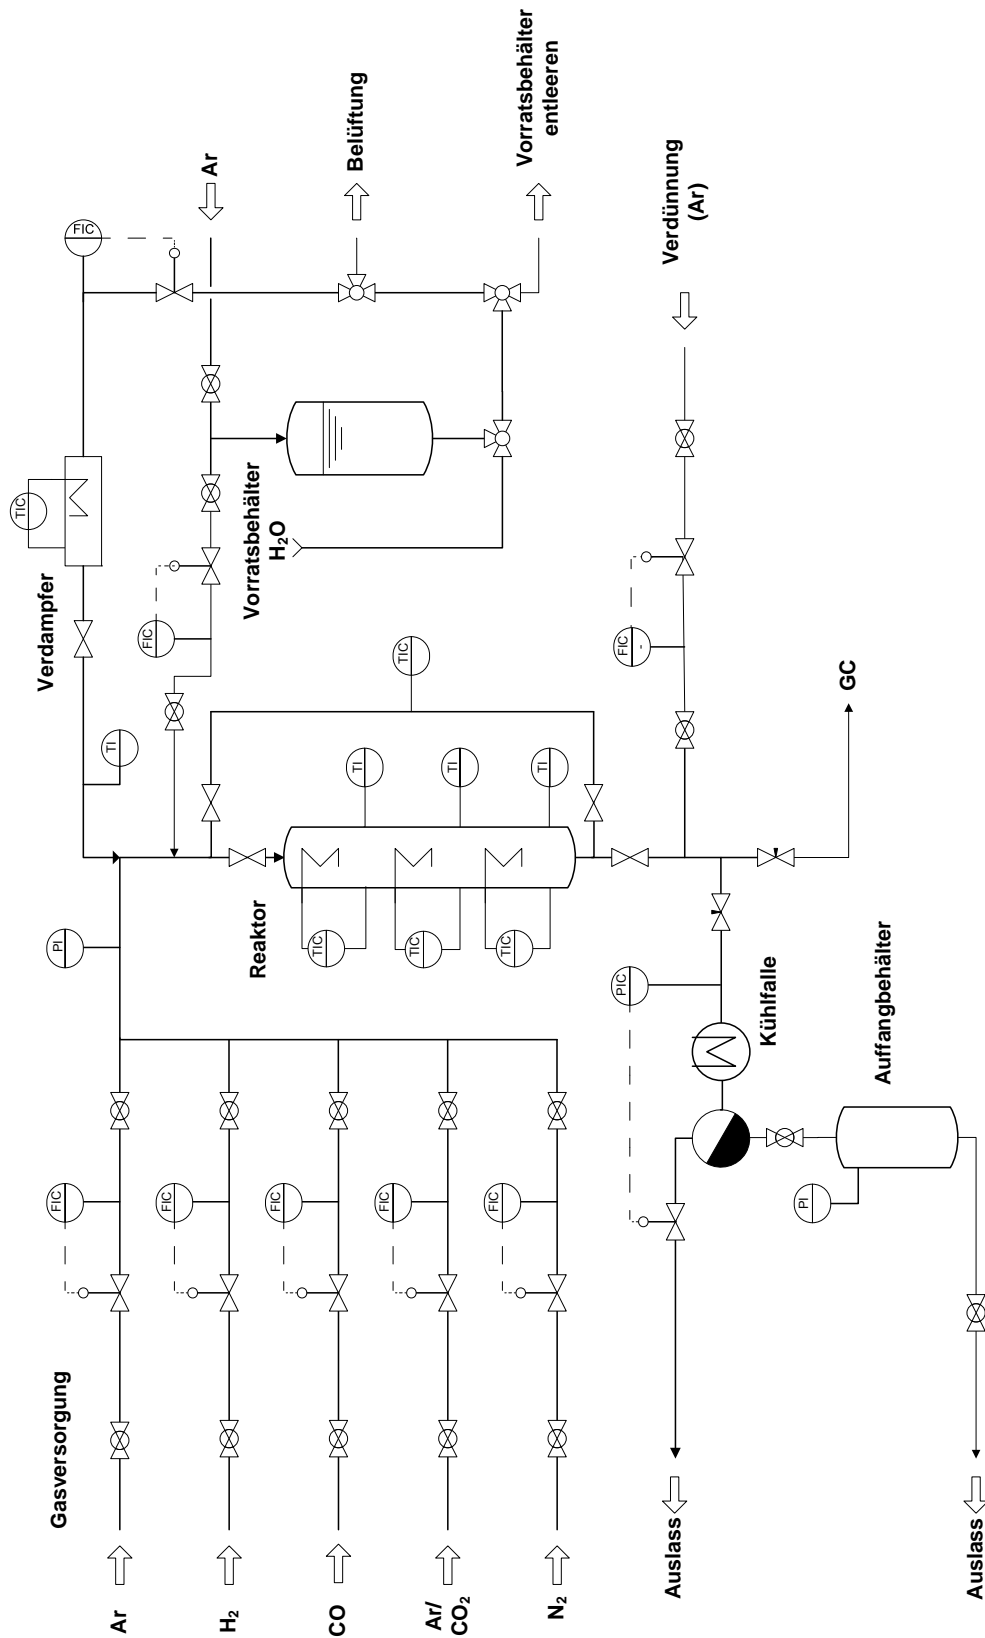 TIC
Verdampfer
Gasversorgung
FIC
PI
FIC
TI
Ar
FIC
FIC
Ar
H₂
Vorratsbehälter
Reaktor
FIC
TIC
TIC
TIC
TI
TI
TI
TIC
H₂O
Belüftung
CO
FIC
Ar/
CO₂
FIC
Vorratsbehälter
entleeren
N₂
PIC
FIC
Verdünnung
(Ar)
Auslass
Kühlfalle
PI
GC
Auffangbehälter
Auslass